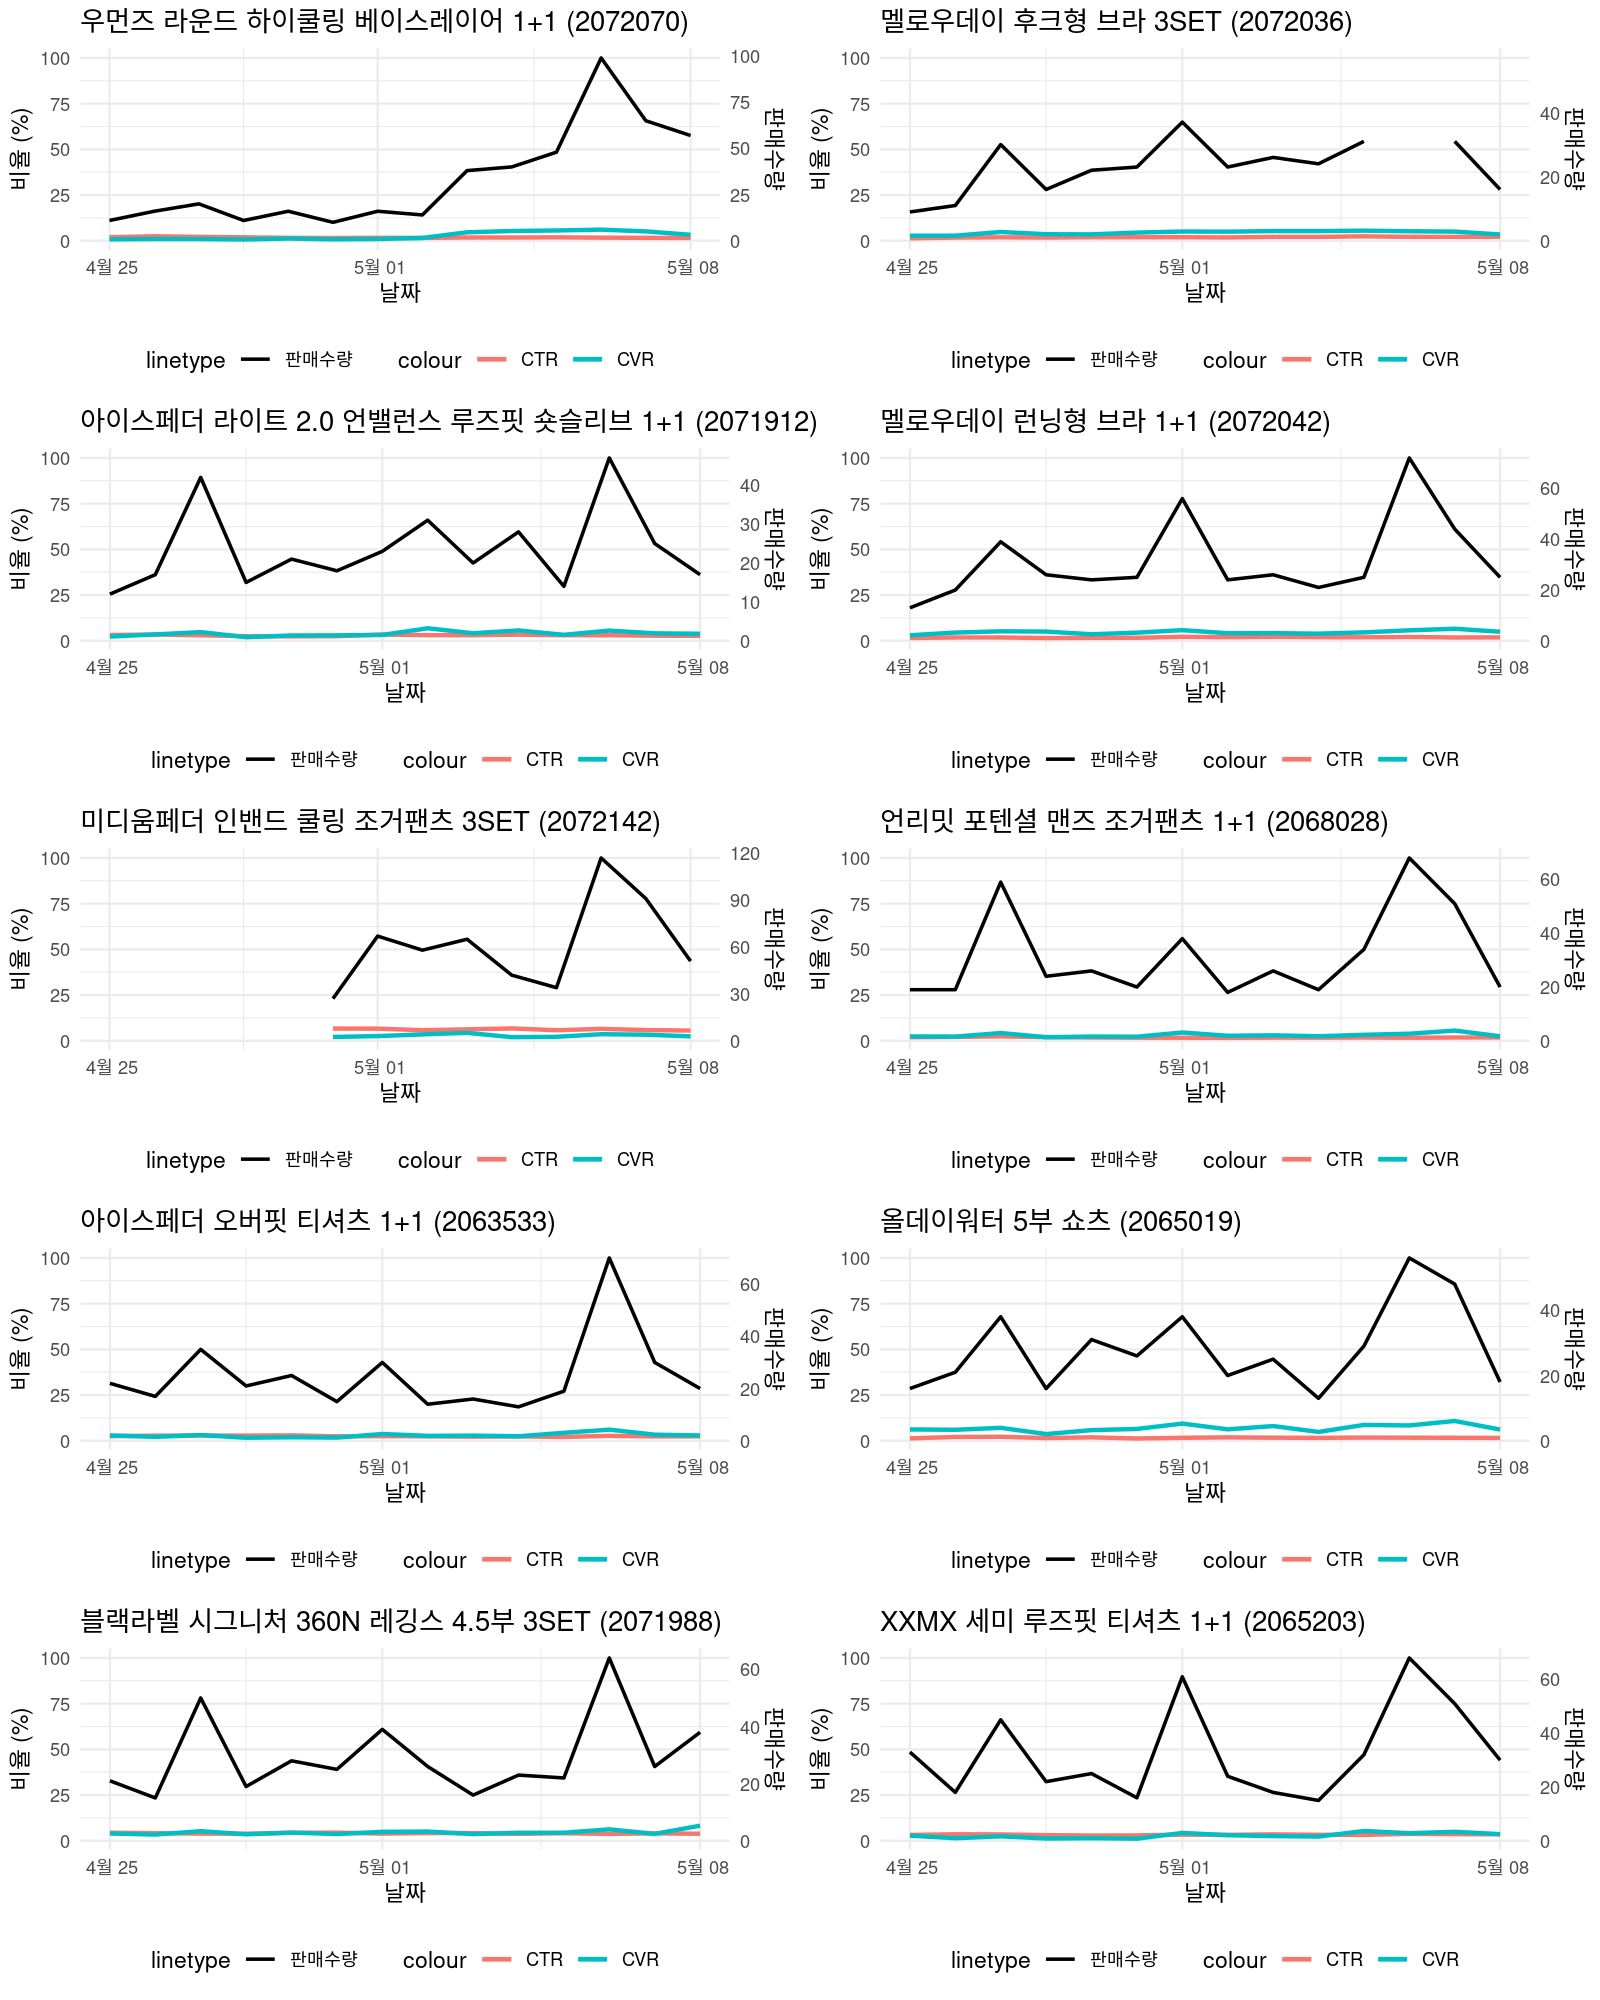 우먼즈 라운드 하이쿨링 베이스레이어 1+1 (2072070)
비율 (%)
100
75
50
25
0
100
75
50
25
0
판매수량
4월 25
5월 01
5월 08
날짜
linetype 판매수량 colour CTR CVR
멜로우데이 후크형 브라 3SET (2072036)
비율 (%)
100
75
50
25
0
40
20
0
판매수량
4월 25
5월 01
5월 08
날짜
linetype 판매수량 colour CTR CVR
아이스페더 라이트 2.0 언밸런스 루즈핏 숏슬리브 1+1 (2071912)
비율 (%)
100
75
50
25
0
40
30
20
10
0
판매수량
4월 25
5월 01
5월 08
날짜
linetype 판매수량 colour CTR CVR
멜로우데이 런닝형 브라 1+1 (2072042)
비율 (%)
100
75
50
25
0
60
40
20
0
판매수량
4월 25
5월 01
5월 08
날짜
linetype 판매수량 colour CTR CVR
미디움페더 인밴드 쿨링 조거팬츠 3SET (2072142)
비율 (%)
100
75
50
25
0
120
90
60
30
0
판매수량
4월 25
5월 01
5월 08
날짜
linetype 판매수량 colour CTR CVR
언리밋 포텐셜 맨즈 조거팬츠 1+1 (2068028)
비율 (%)
100
75
50
25
0
60
40
20
0
판매수량
4월 25
5월 01
5월 08
날짜
linetype 판매수량 colour CTR CVR
아이스페더 오버핏 티셔츠 1+1 (2063533)
비율 (%)
100
75
50
25
0
60
40
20
0
판매수량
4월 25
5월 01
5월 08
날짜
linetype 판매수량 colour CTR CVR
올데이워터 5부 쇼츠 (2065019)
비율 (%)
100
75
50
25
0
40
20
0
판매수량
4월 25
5월 01
5월 08
날짜
linetype 판매수량 colour CTR CVR
블랙라벨 시그니처 360N 레깅스 4.5부 3SET (2071988)
비율 (%)
100
75
50
25
0
60
40
20
0
판매수량
4월 25
5월 01
5월 08
날짜
linetype 판매수량 colour CTR CVR
XXMX 세미 루즈핏 티셔츠 1+1 (2065203)
비율 (%)
100
75
50
25
0
60
40
20
0
판매수량
4월 25
5월 01
5월 08
날짜
linetype 판매수량 colour CTR CVR